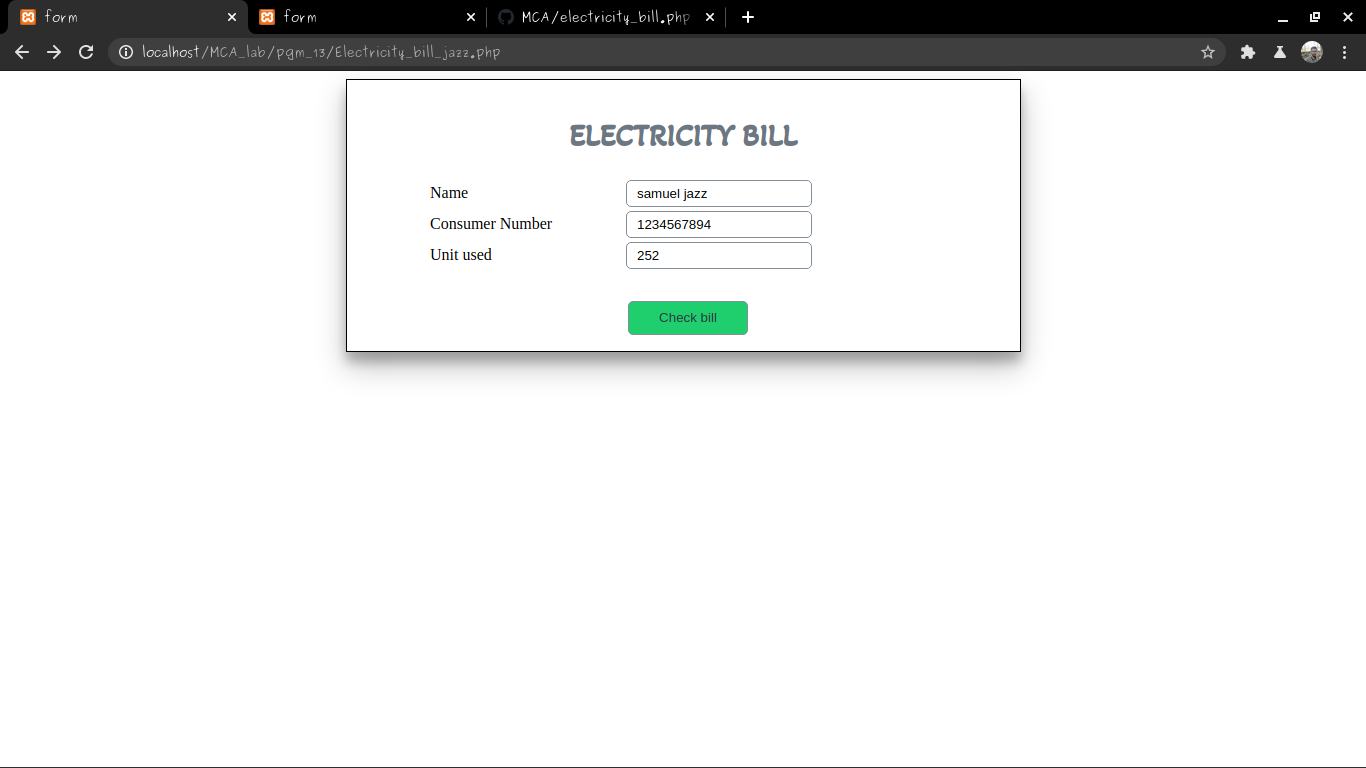 form
form
MCA/electricity_bill.php
localhost/MCA_lab/pgm_13/Electricity_bill_jazz.php
ELECTRICITY BILL
Name samuel jazz
Consumer Number 1234567894
Unit used 252
Check bill